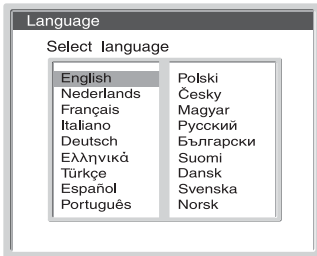 Language
Select language
English
Nederlands
Français
Italiano
Deutsch
Ελληνικά
Türkçe
Español
Português
Polski
Česky
Magyar
Русский
Български
Suomi
Dansk
Svenska
Norsk